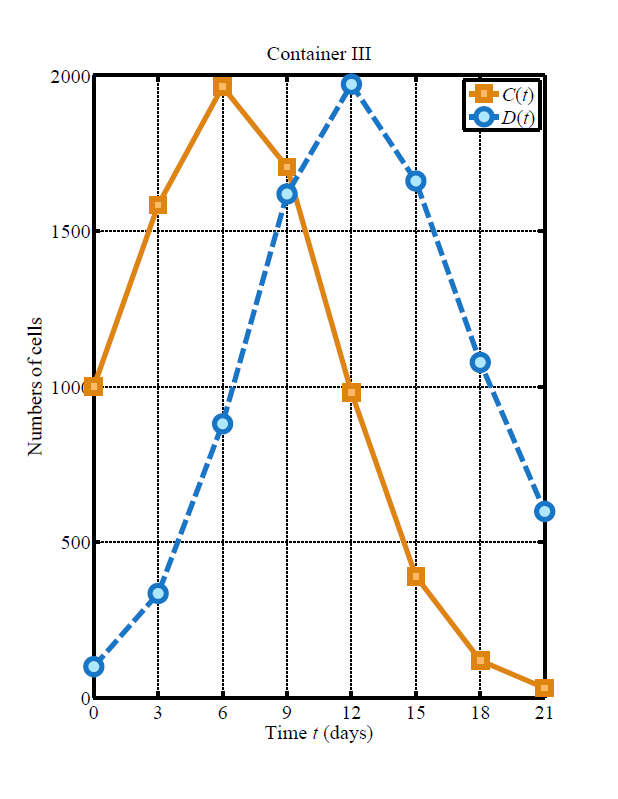 Container III
2000
C(t)
D(t)
1500
1000
500
0
Numbers of cells
0 3 6 9 12 15 18 21
Time t (days)